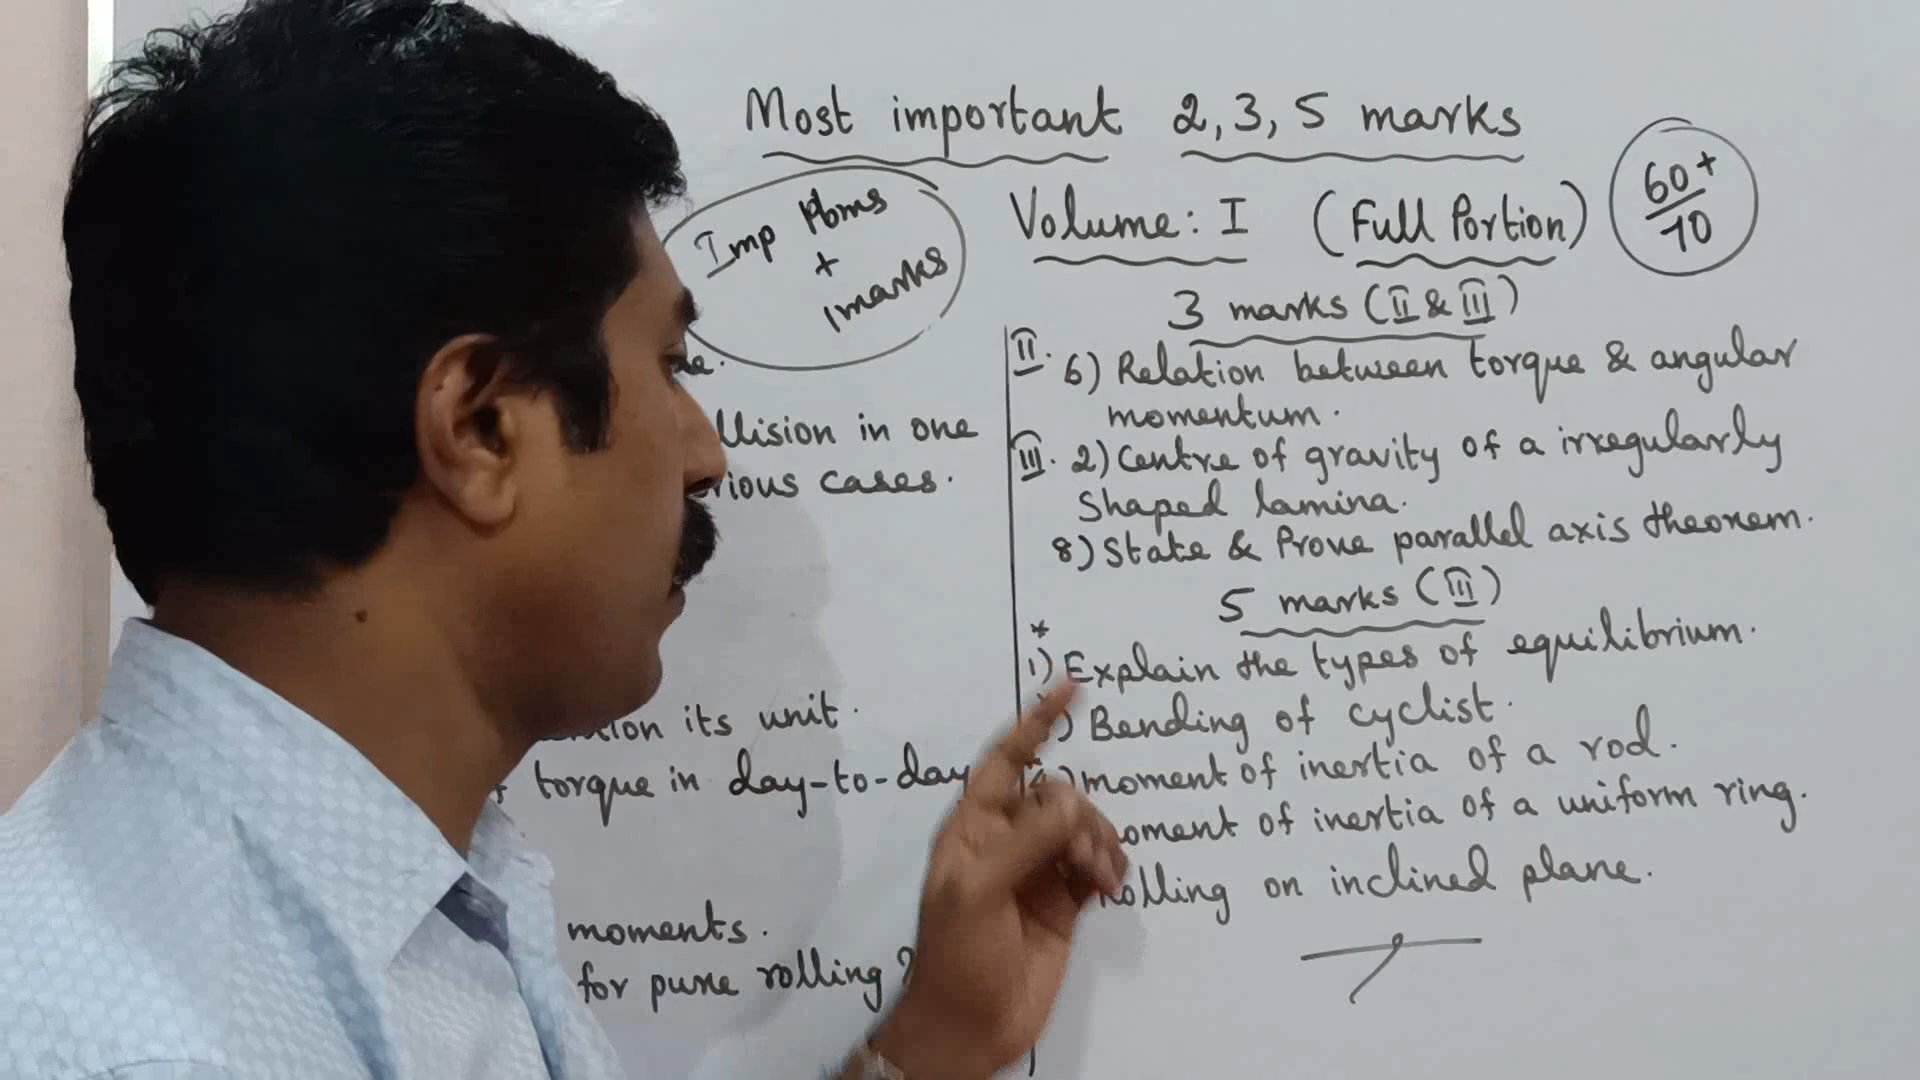 Most important 2, 3, 5 marks
Imp Pbms
+
1 marks
Volume: I (Full Portion)
60+
70
llision in one
rious cases.
ion its unit.
torque in day-to-day
moments.
for pure rolling?
3 marks (II & III)
II. 6) Relation between torque & angular
momentum.
III. 2) Centre of gravity of a irregularly
Shaped lamina.
8) State & Prove parallel axis theorem.
5 marks (III)
*
1) Explain the types of equilibrium.
) Bending of cyclist.
) moment of inertia of a rod.
oment of inertia of a uniform ring.
rolling on inclined plane.